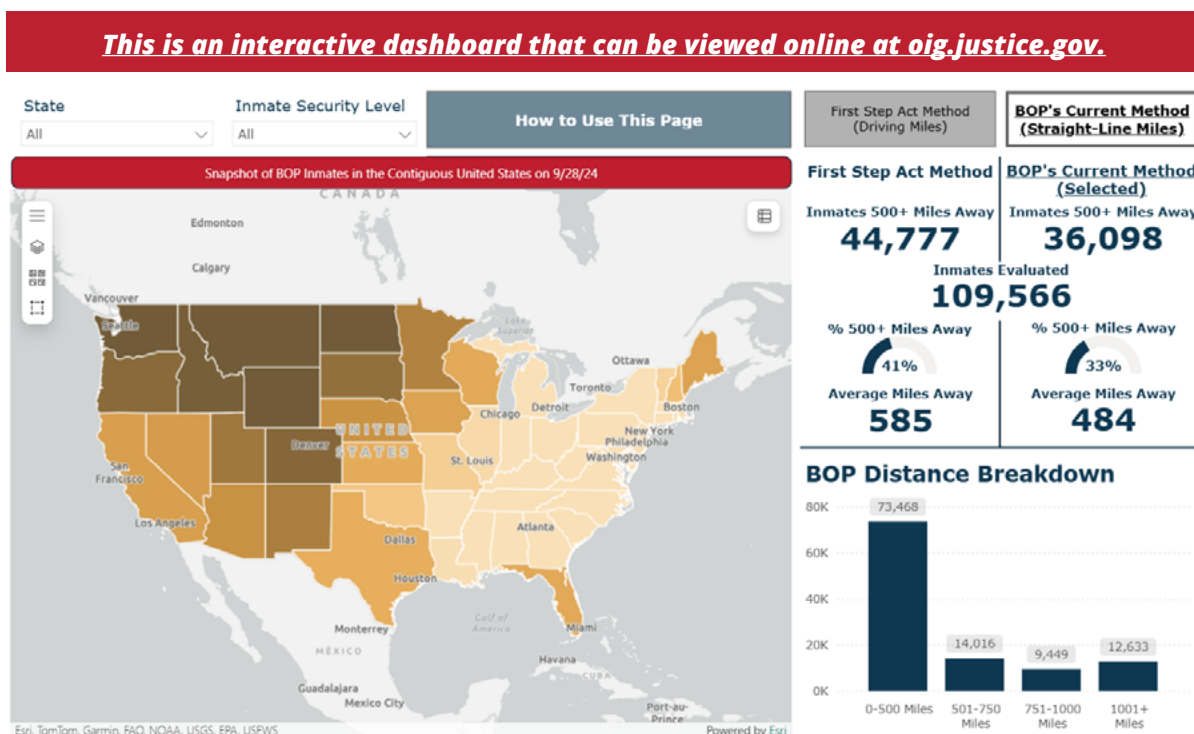 This is an interactive dashboard that can be viewed online at oig.justice.gov.
State
All
Inmate Security Level
All
How to Use This Page
First Step Act Method
(Driving Miles)
BOP's Current Method
(Straight-Line Miles)
Snapshot of BOP Inmates in the Contiguous United States on 9/28/24
CANADA
Edmonton
Calgary
Vancouver
Seattle
Lake
Superior
Ottawa
Toronto
Chicago
Detroit
Boston
New York
Philadelphia
Washington
UNITED
STATES
Denver
St. Louis
San
Francisco
Los Angeles
Atlanta
Dallas
Houston
Gulf of
America
Miami
Monterrey
MÉXICO
Havana
CUBA
Guadalajara
Mexico City
Port-au-
Prince
Esri, TomTom, Garmin, FAO, NOAA, USGS, EPA, USFWS
Powered by Esri
First Step Act Method
BOP's Current Method
(Selected)
Inmates 500+ Miles Away
Inmates 500+ Miles Away
44,777
36,098
Inmates Evaluated
109,566
% 500+ Miles Away
% 500+ Miles Away
41%
33%
Average Miles Away
Average Miles Away
585
484
BOP Distance Breakdown
80K
60K
40K
20K
0K
73,468
14,016
9,449
12,633
0-500 Miles
501-750
Miles
751-1000
Miles
1001+
Miles